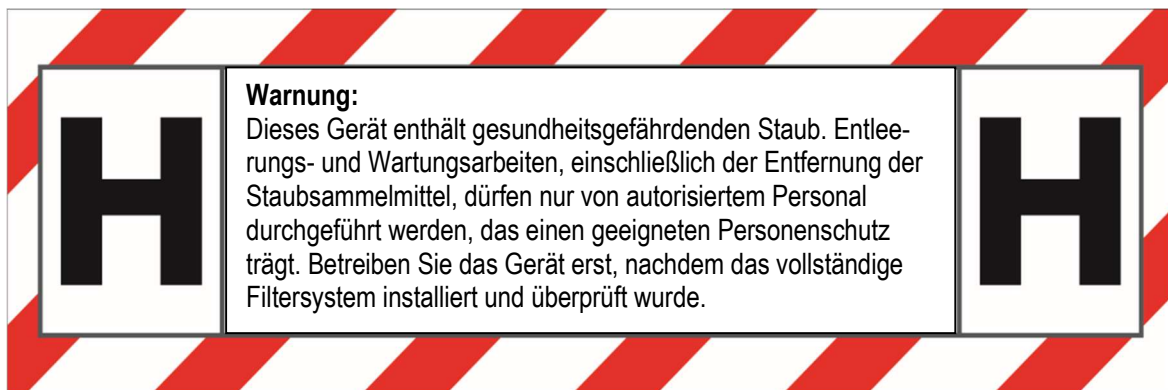 H
Warnung:
Dieses Gerät enthält gesundheitsgefährdenden Staub. Entlee-
rungs- und Wartungsarbeiten, einschließlich der Entfernung der
Staubsammelmittel, dürfen nur von autorisiertem Personal
durchgeführt werden, das einen geeigneten Personenschutz
trägt. Betreiben Sie das Gerät erst, nachdem das vollständige
Filtersystem installiert und überprüft wurde.
H